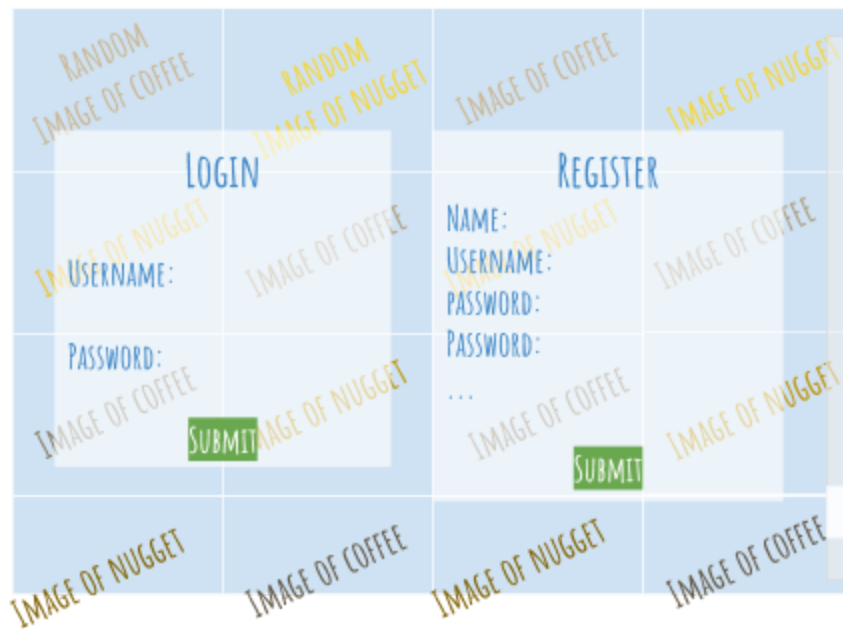 Random
Image of coffee
random
Image of nugget
Image of coffee
Image of nugget
Login
Username:
Password:
Submit
Register
Name:
Username:
password:
Password:
...
Submit
Image of nugget
Image of coffee
Image of nugget
Image of coffee
Image of coffee
Image of nugget
Image of coffee
Image of nugget
Image of nugget
Image of coffee
Image of nugget
Image of coffee